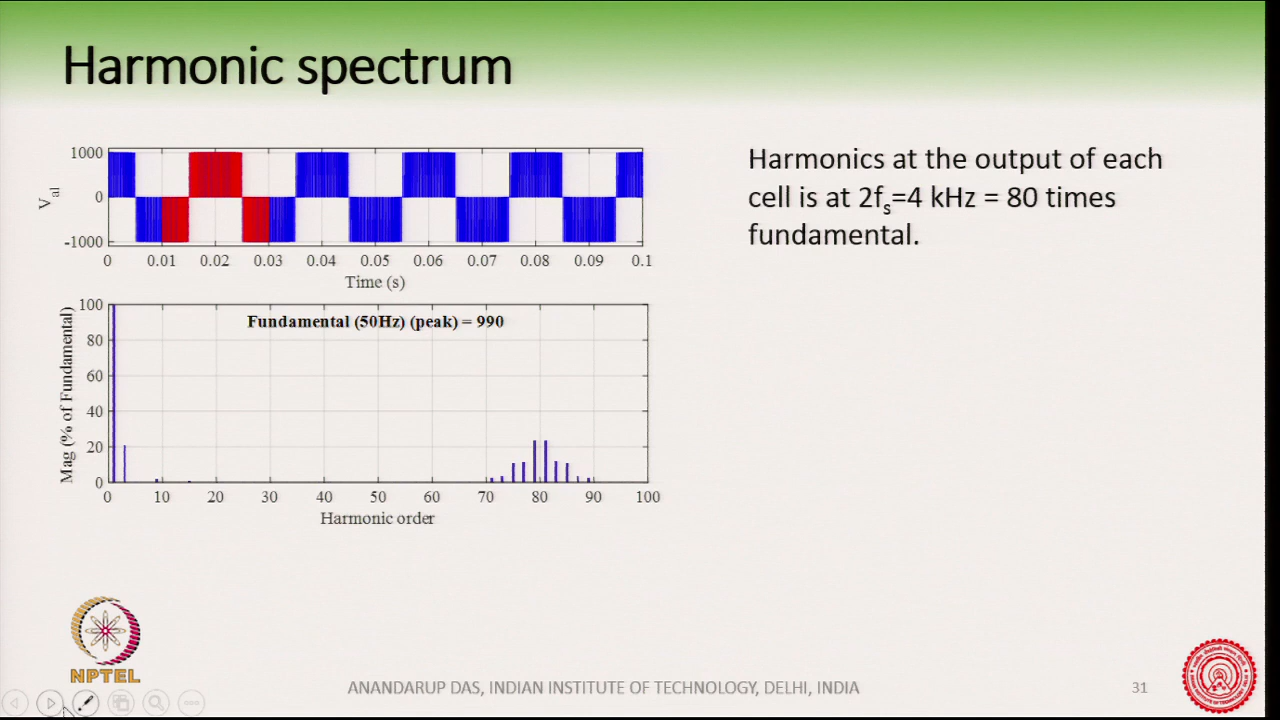 Harmonic spectrum
1000
0
-1000
V_al
0 0.01 0.02 0.03 0.04 0.05 0.06 0.07 0.08 0.09 0.1
Time (s)
Fundamental (50Hz) (peak) = 990
100
80
60
40
20
0
Mag (% of Fundamental)
0 10 20 30 40 50 60 70 80 90 100
Harmonic order
Harmonics at the output of each
cell is at 2f_s=4 kHz = 80 times
fundamental.
NPTEL
ANANDARUP DAS, INDIAN INSTITUTE OF TECHNOLOGY, DELHI, INDIA
31